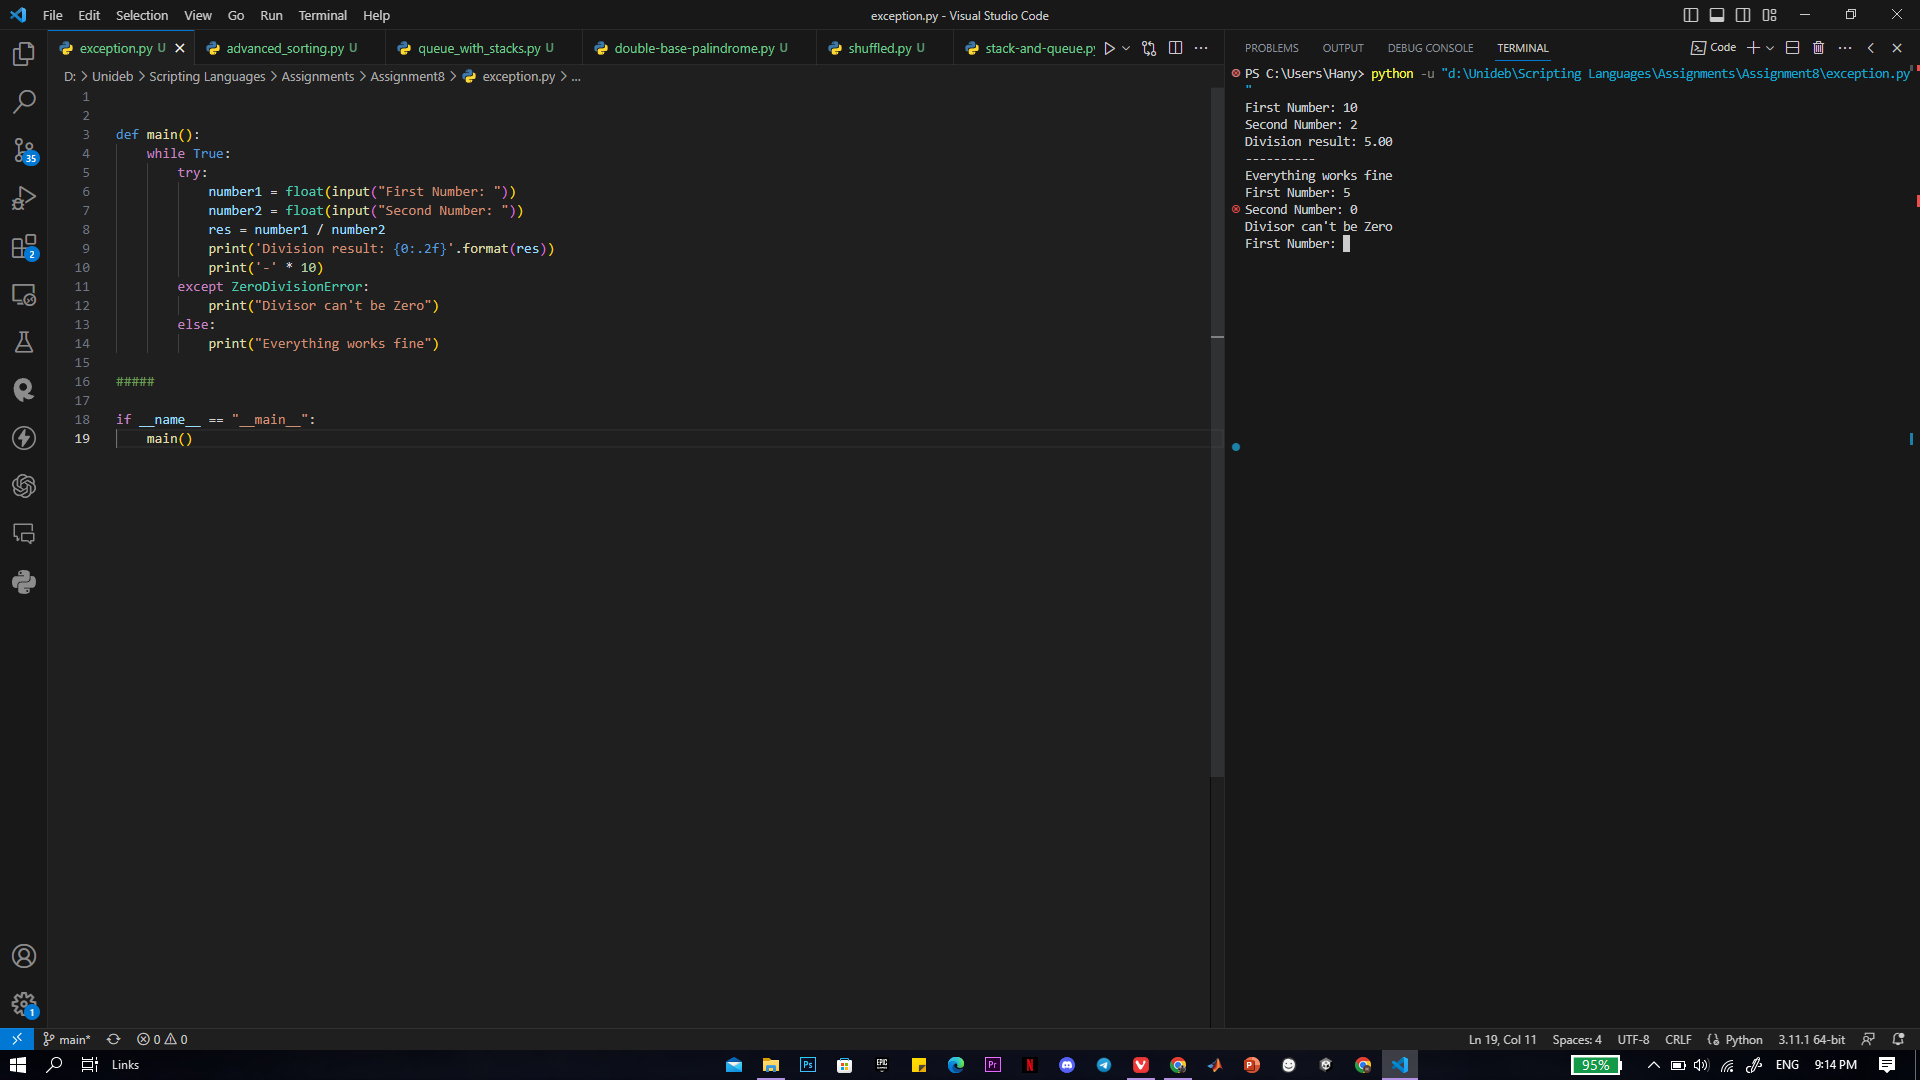 File Edit Selection View Go Run Terminal Help
exception.py - Visual Studio Code
exception.py U
advanced_sorting.py U
queue_with_stacks.py U
double-base-palindrome.py U
shuffled.py U
stack-and-queue.py
D: > Unideb > Scripting Languages > Assignments > Assignment8 > exception.py > ...
1
2
3 def main():
4     while True:
5         try:
6             number1 = float(input("First Number: "))
7             number2 = float(input("Second Number: "))
8             res = number1 / number2
9             print('Division result: {0:.2f}'.format(res))
10             print('-' * 10)
11         except ZeroDivisionError:
12             print("Divisor can't be Zero")
13         else:
14             print("Everything works fine")
15
16 #####
17
18 if __name__ == "__main__":
19     main()
PROBLEMS OUTPUT DEBUG CONSOLE TERMINAL
Code
PS C:\Users\Hany> python -u "d:\Unideb\Scripting Languages\Assignments\Assignment8\exception.py
"
First Number: 10
Second Number: 2
Division result: 5.00
----------
Everything works fine
First Number: 5
Second Number: 0
Divisor can't be Zero
First Number:
35
2
1
main*
0 0
Ln 19, Col 11 Spaces: 4 UTF-8 CRLF Python 3.11.1 64-bit
Links
Ps
EPIC
Pr
N
95%
ENG
9:14 PM